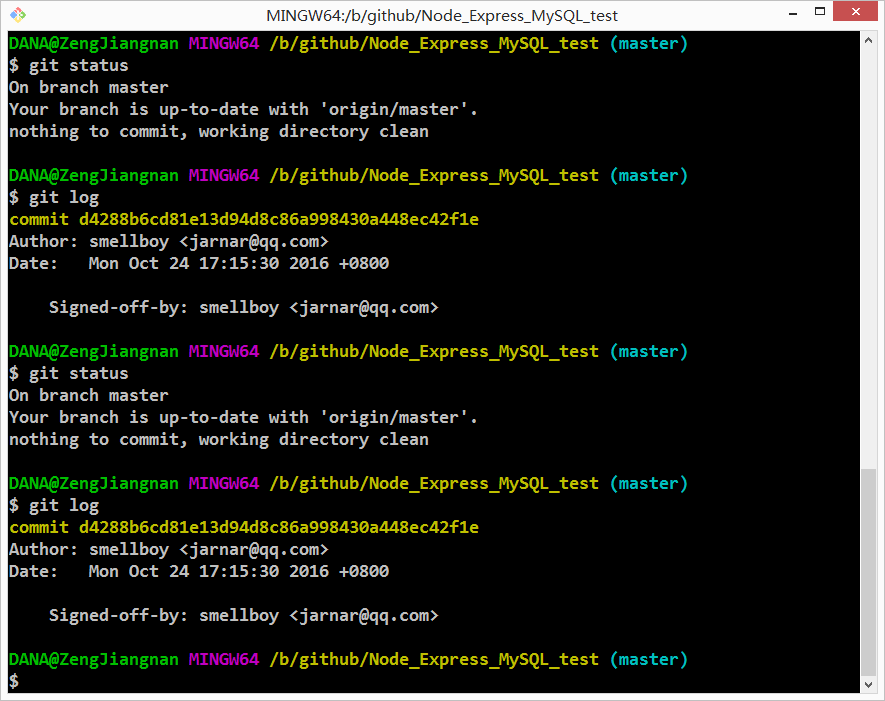 MINGW64:/b/github/Node_Express_MySQL_test
DANA@ZengJiangnan MINGW64 /b/github/Node_Express_MySQL_test (master)
$ git status
On branch master
Your branch is up-to-date with 'origin/master'.
nothing to commit, working directory clean
DANA@ZengJiangnan MINGW64 /b/github/Node_Express_MySQL_test (master)
$ git log
commit d4288b6cd81e13d94d8c86a998430a448ec42f1e
Author: smellboy <jarnar@qq.com>
Date:   Mon Oct 24 17:15:30 2016 +0800
    Signed-off-by: smellboy <jarnar@qq.com>
DANA@ZengJiangnan MINGW64 /b/github/Node_Express_MySQL_test (master)
$ git status
On branch master
Your branch is up-to-date with 'origin/master'.
nothing to commit, working directory clean
DANA@ZengJiangnan MINGW64 /b/github/Node_Express_MySQL_test (master)
$ git log
commit d4288b6cd81e13d94d8c86a998430a448ec42f1e
Author: smellboy <jarnar@qq.com>
Date:   Mon Oct 24 17:15:30 2016 +0800
    Signed-off-by: smellboy <jarnar@qq.com>
DANA@ZengJiangnan MINGW64 /b/github/Node_Express_MySQL_test (master)
$